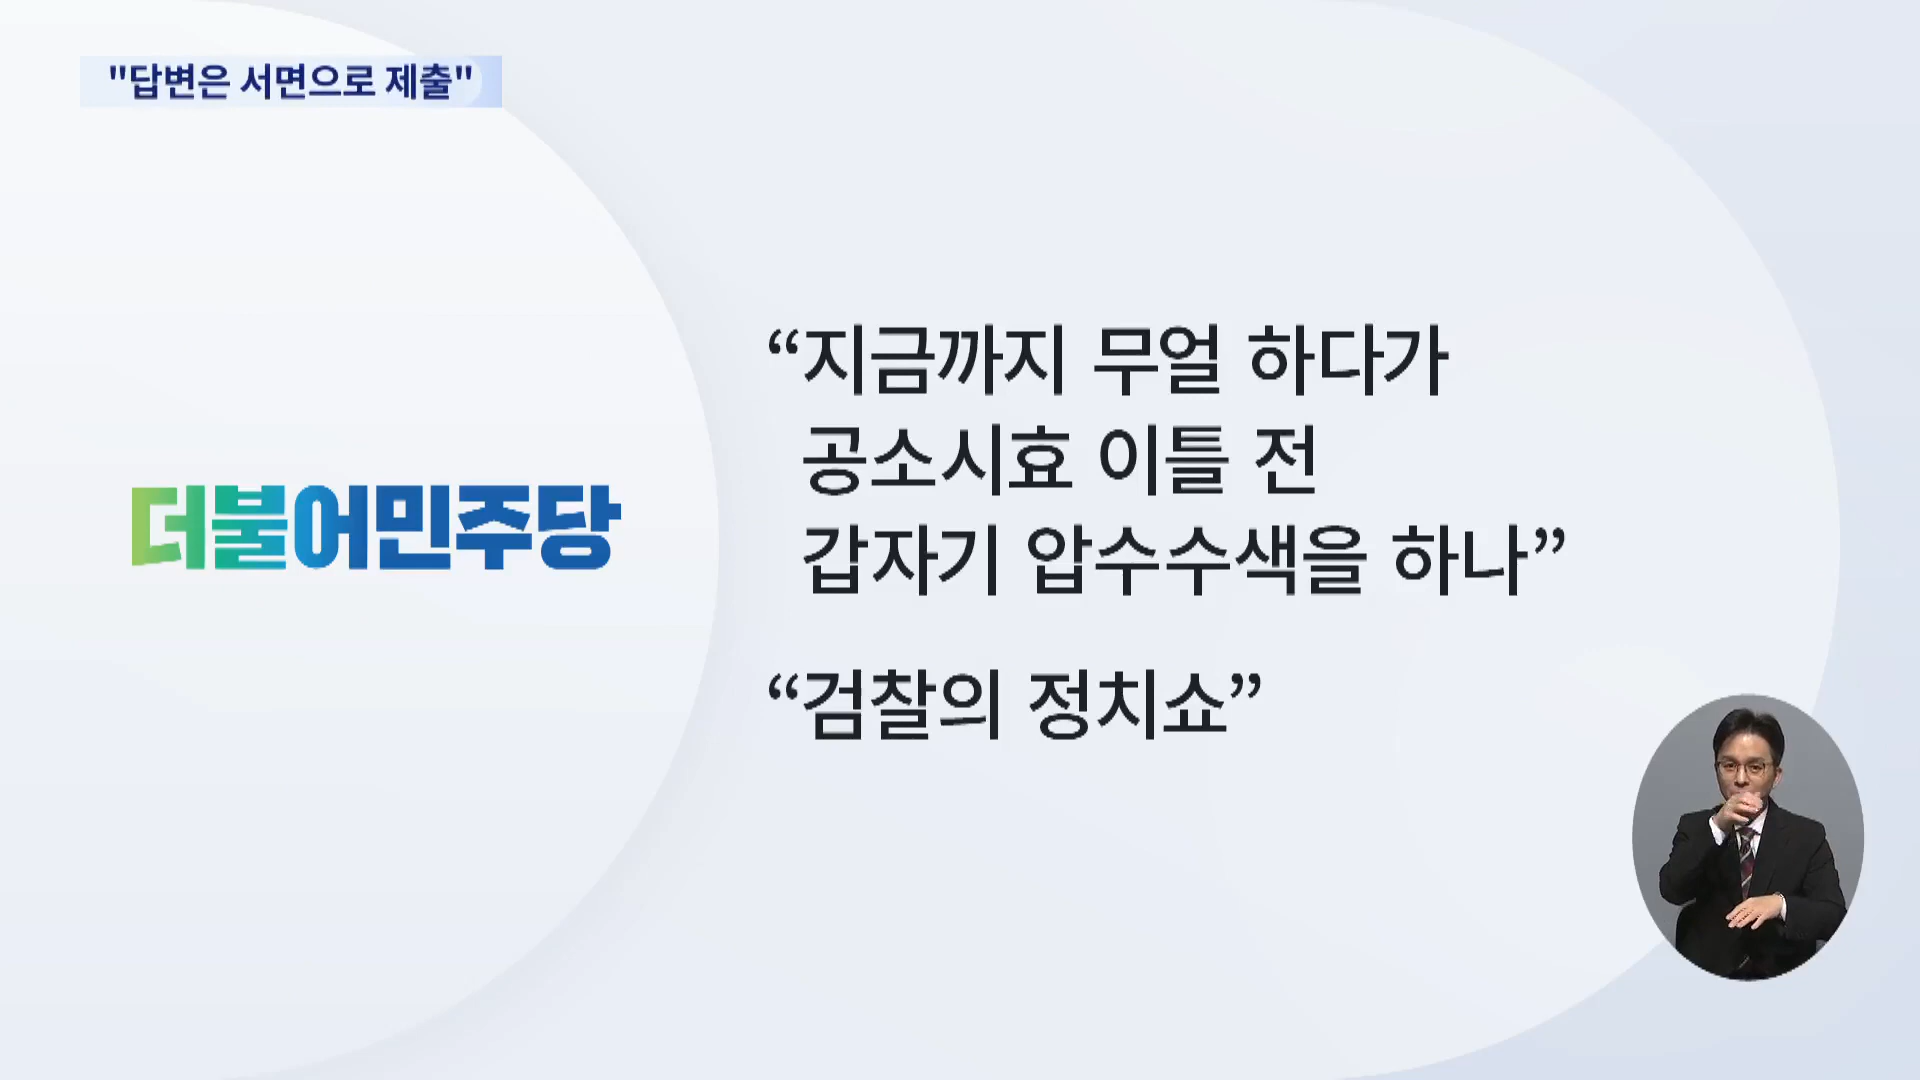 "답변은 서면으로 제출"
더불어민주당
“지금까지 무얼 하다가
공소시효 이틀 전
갑자기 압수수색을 하나”
“검찰의 정치쇼”